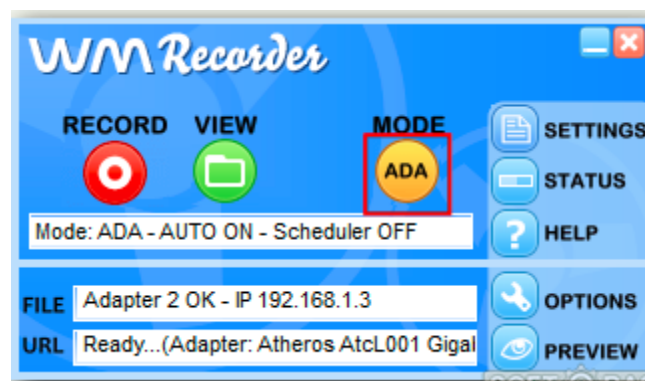 WM Recorder
RECORD VIEW MODE
ADA
SETTINGS
STATUS
Mode: ADA - AUTO ON - Scheduler OFF
HELP
FILE Adapter 2 OK - IP 192.168.1.3
OPTIONS
URL Ready...(Adapter: Atheros AtcL001 Gigal
PREVIEW